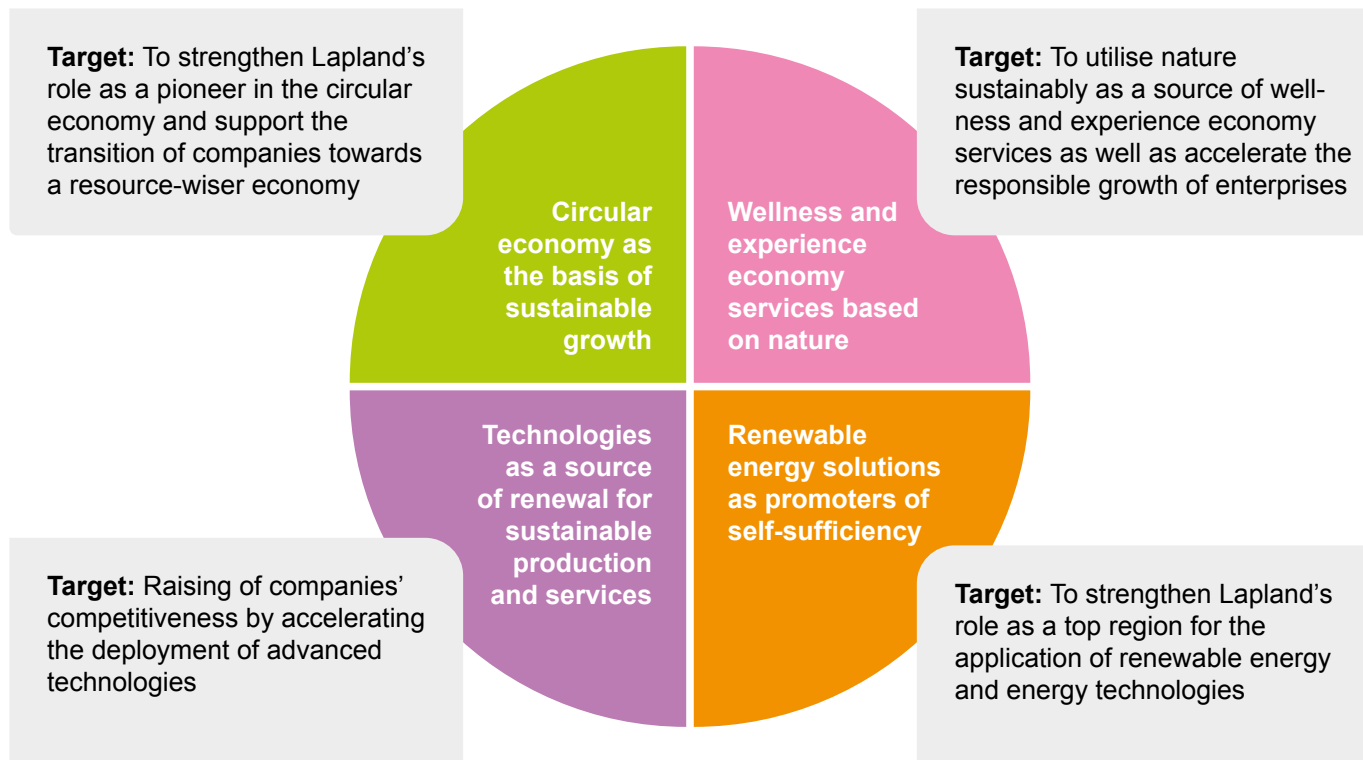 Target: To strengthen Lapland’s
role as a pioneer in the circular
economy and support the
transition of companies towards
a resource-wiser economy
Target: To utilise nature
sustainably as a source of well-
ness and experience economy
services as well as accelerate the
responsible growth of enterprises
Circular
economy as
the basis of
sustainable
growth
Wellness and
experience
economy
services based
on nature
Technologies
as a source
of renewal for
sustainable
production
and services
Renewable
energy solutions
as promoters of
self-sufficiency
Target: Raising of companies’
competitiveness by accelerating
the deployment of advanced
technologies
Target: To strengthen Lapland’s
role as a top region for the
application of renewable energy
and energy technologies